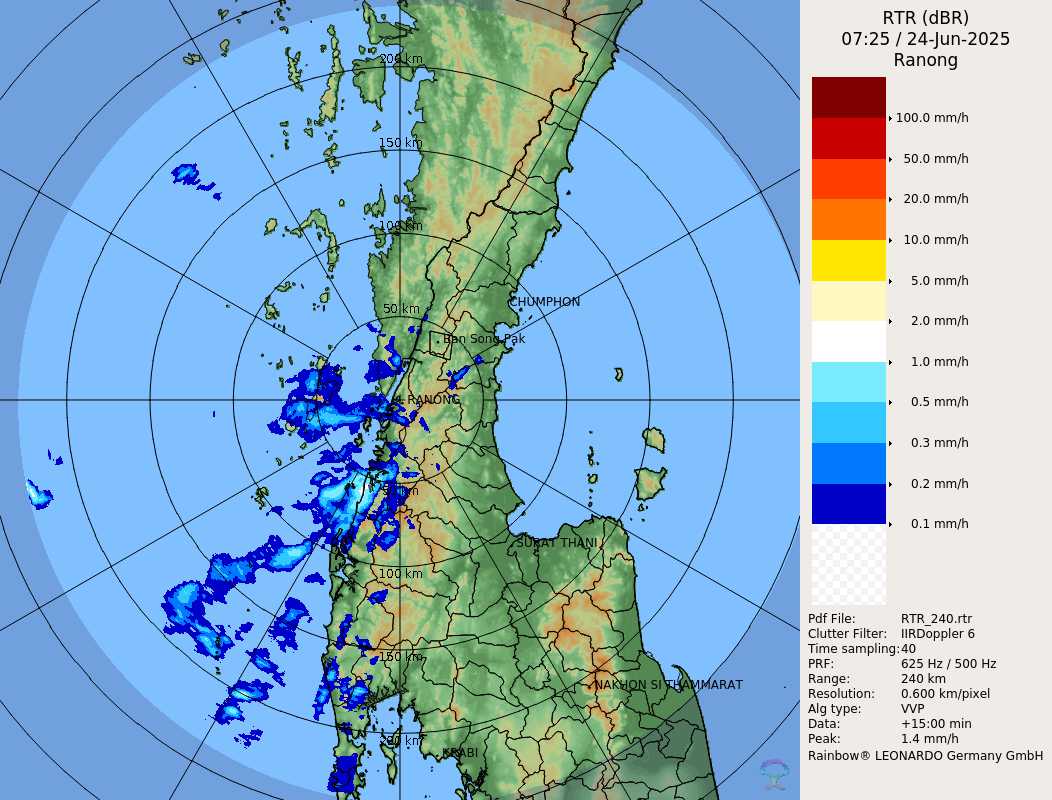 RTR (dBR)
07:25 / 24-Jun-2025
Ranong
100.0 mm/h
50.0 mm/h
20.0 mm/h
10.0 mm/h
5.0 mm/h
2.0 mm/h
1.0 mm/h
0.5 mm/h
0.3 mm/h
0.2 mm/h
0.1 mm/h
Pdf File: RTR_240.rtr
Clutter Filter: IIRDoppler 6
Time sampling:40
PRF: 625 Hz / 500 Hz
Range: 240 km
Resolution: 0.600 km/pixel
Alg type: VVP
Data: +15:00 min
Peak: 1.4 mm/h
Rainbow® LEONARDO Germany GmbH
200 km
150 km
100 km
CHUMPHON
50 km
Ban Song Pak
RANONG
50 km
SURAT THANI
100 km
150 km
NAKHON SI THAMMARAT
200 km
KRABI